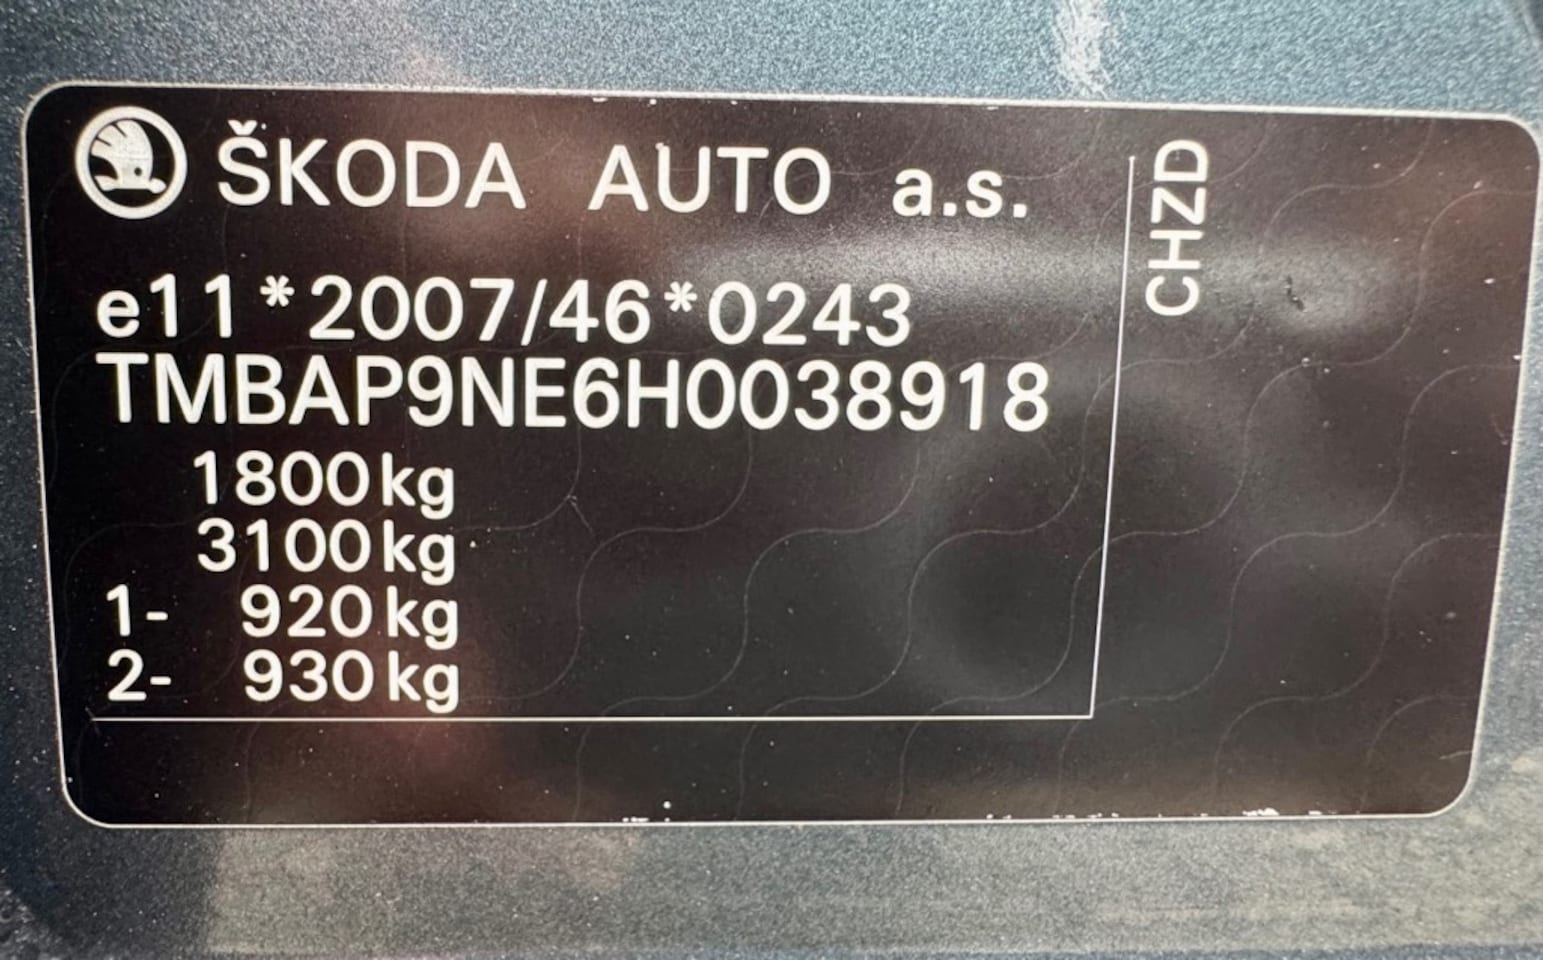 ŠKODA AUTO a.s.
e11*2007/46*0243
TMBAP9NE6H0038918
1800kg
3100kg
1- 920kg
2- 930kg
CHZD